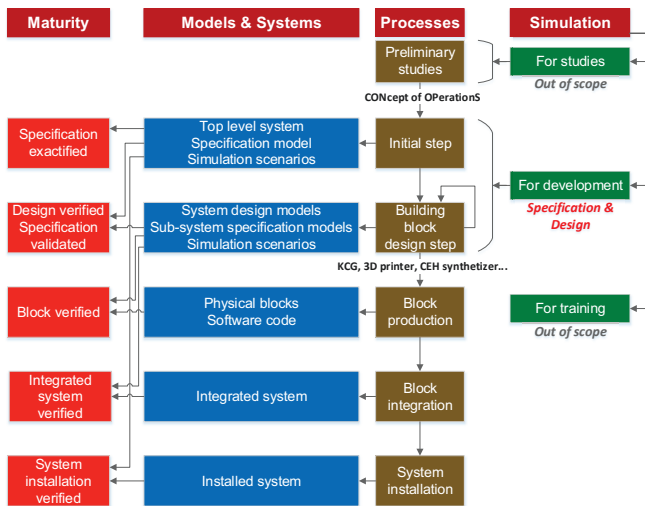 Maturity
Models & Systems
Processes
Simulation
Preliminary
studies
For studies
Out of scope
CONcept of OPerationS
Specification
exactified
Top level system
Specification model
Simulation scenarios
Initial step
For development
Specification &
Design
Design verified
Specification
validated
System design models
Sub-system specification models
Simulation scenarios
Building
block
design step
KCG, 3D printer, CEH synthetizer...
Block verified
Physical blocks
Software code
Block
production
For training
Out of scope
Integrated
system
verified
Integrated system
Block
integration
System
installation
verified
Installed system
System
installation